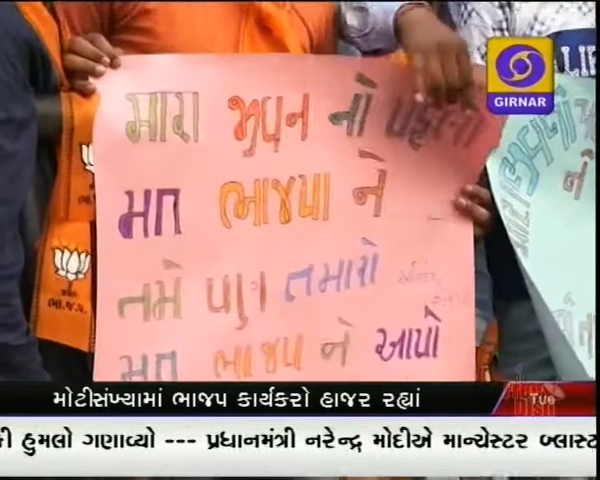 GIRNAR
મારા જીવન નો પહેલો
મત ભાજપા ને
તમે પણ તમારો
મત ભાજપ ને આપો
ભા.જ.પ.
મોટીસંખ્યામાં ભાજપ કાર્યકરો હાજર રહ્યાં
TUE
કી હુમલો ગણાવ્યો --- પ્રધાનમંત્રી નરેન્દ્ર મોદીએ માન્ચેસ્ટર બ્લાસ્ટ